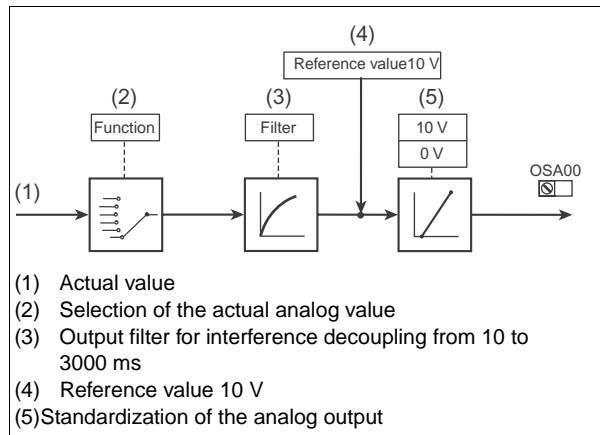 (4)
Reference value10 V
(2)
(3)
(5)
Function
Filter
10 V
0 V
OSA00
(1)
(1) Actual value
(2) Selection of the actual analog value
(3) Output filter for interference decoupling from 10 to
3000 ms
(4) Reference value 10 V
(5)Standardization of the analog output